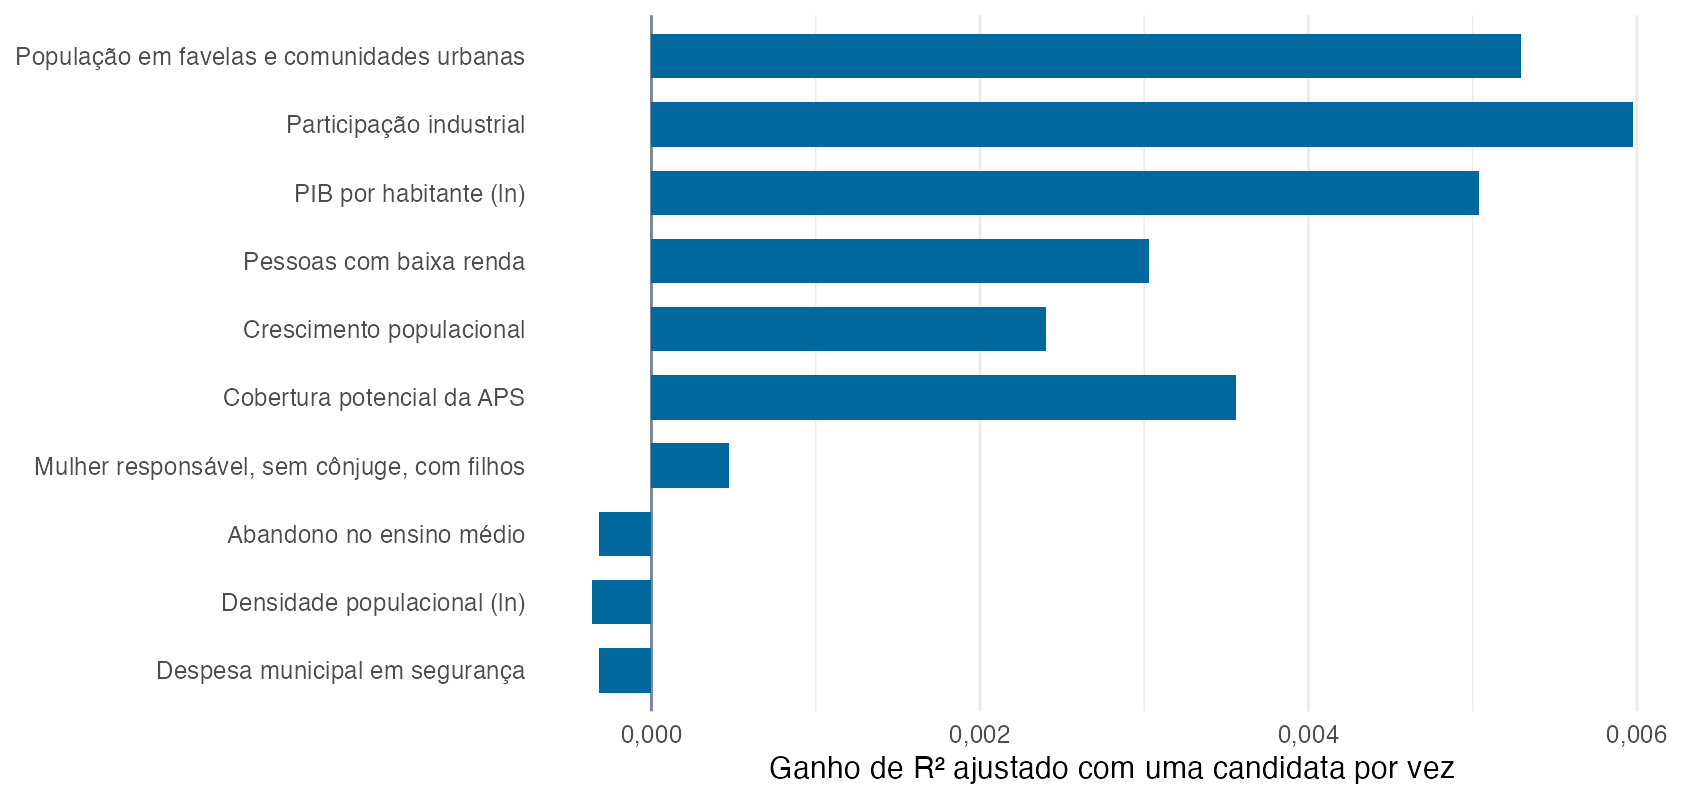 População em favelas e comunidades urbanas
Participação industrial
PIB por habitante (ln)
Pessoas com baixa renda
Crescimento populacional
Cobertura potencial da APS
Mulher responsável, sem cônjuge, com filhos
Abandono no ensino médio
Densidade populacional (ln)
Despesa municipal em segurança
0,000 0,002 0,004 0,006
Ganho de R² ajustado com uma candidata por vez